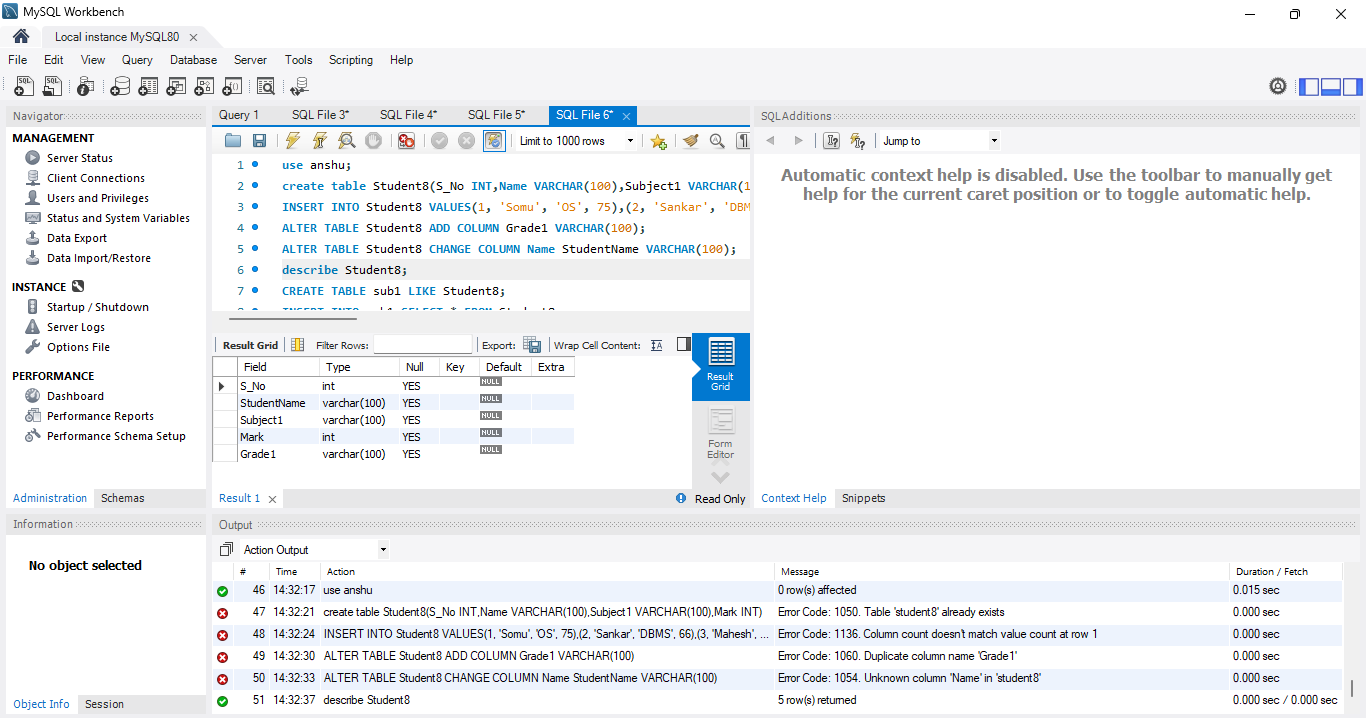 MySQL Workbench
Local instance MySQL80
File Edit View Query Database Server Tools Scripting Help
Navigator
MANAGEMENT
Server Status
Client Connections
Users and Privileges
Status and System Variables
Data Export
Data Import/Restore
INSTANCE
Startup / Shutdown
Server Logs
Options File
PERFORMANCE
Dashboard
Performance Reports
Performance Schema Setup
Administration Schemas
Information
No object selected
Object Info Session
Query 1 SQL File 3* SQL File 4* SQL File 5* SQL File 6*
Limit to 1000 rows
1 use anshu;
2 create table Student8(S_No INT,Name VARCHAR(100),Subject1 VARCHAR(1
3 INSERT INTO Student8 VALUES(1, 'Somu', 'OS', 75),(2, 'Sankar', 'DBM
4 ALTER TABLE Student8 ADD COLUMN Grade1 VARCHAR(100);
5 ALTER TABLE Student8 CHANGE COLUMN Name StudentName VARCHAR(100);
6 describe Student8;
7 CREATE TABLE sub1 LIKE Student8;
Result Grid Filter Rows: Export: Wrap Cell Content:
Field Type Null Key Default Extra
S_No int YES NULL
StudentName varchar(100) YES NULL
Subject1 varchar(100) YES NULL
Mark int YES NULL
Grade1 varchar(100) YES NULL
Result
Grid
Form
Editor
Result 1 Read Only
SQLAdditions
Jump to
Automatic context help is disabled. Use the toolbar to manually get
help for the current caret position or to toggle automatic help.
Context Help Snippets
Output
Action Output
# Time Action Message Duration / Fetch
46 14:32:17 use anshu 0 row(s) affected 0.015 sec
47 14:32:21 create table Student8(S_No INT,Name VARCHAR(100),Subject1 VARCHAR(100),Mark INT) Error Code: 1050. Table 'student8' already exists 0.000 sec
48 14:32:24 INSERT INTO Student8 VALUES(1, 'Somu', 'OS', 75),(2, 'Sankar', 'DBMS', 66),(3, 'Mahesh', ... Error Code: 1136. Column count doesn't match value count at row 1 0.000 sec
49 14:32:30 ALTER TABLE Student8 ADD COLUMN Grade1 VARCHAR(100) Error Code: 1060. Duplicate column name 'Grade1' 0.000 sec
50 14:32:33 ALTER TABLE Student8 CHANGE COLUMN Name StudentName VARCHAR(100) Error Code: 1054. Unknown column 'Name' in 'student8' 0.000 sec
51 14:32:37 describe Student8 5 row(s) returned 0.000 sec / 0.000 sec